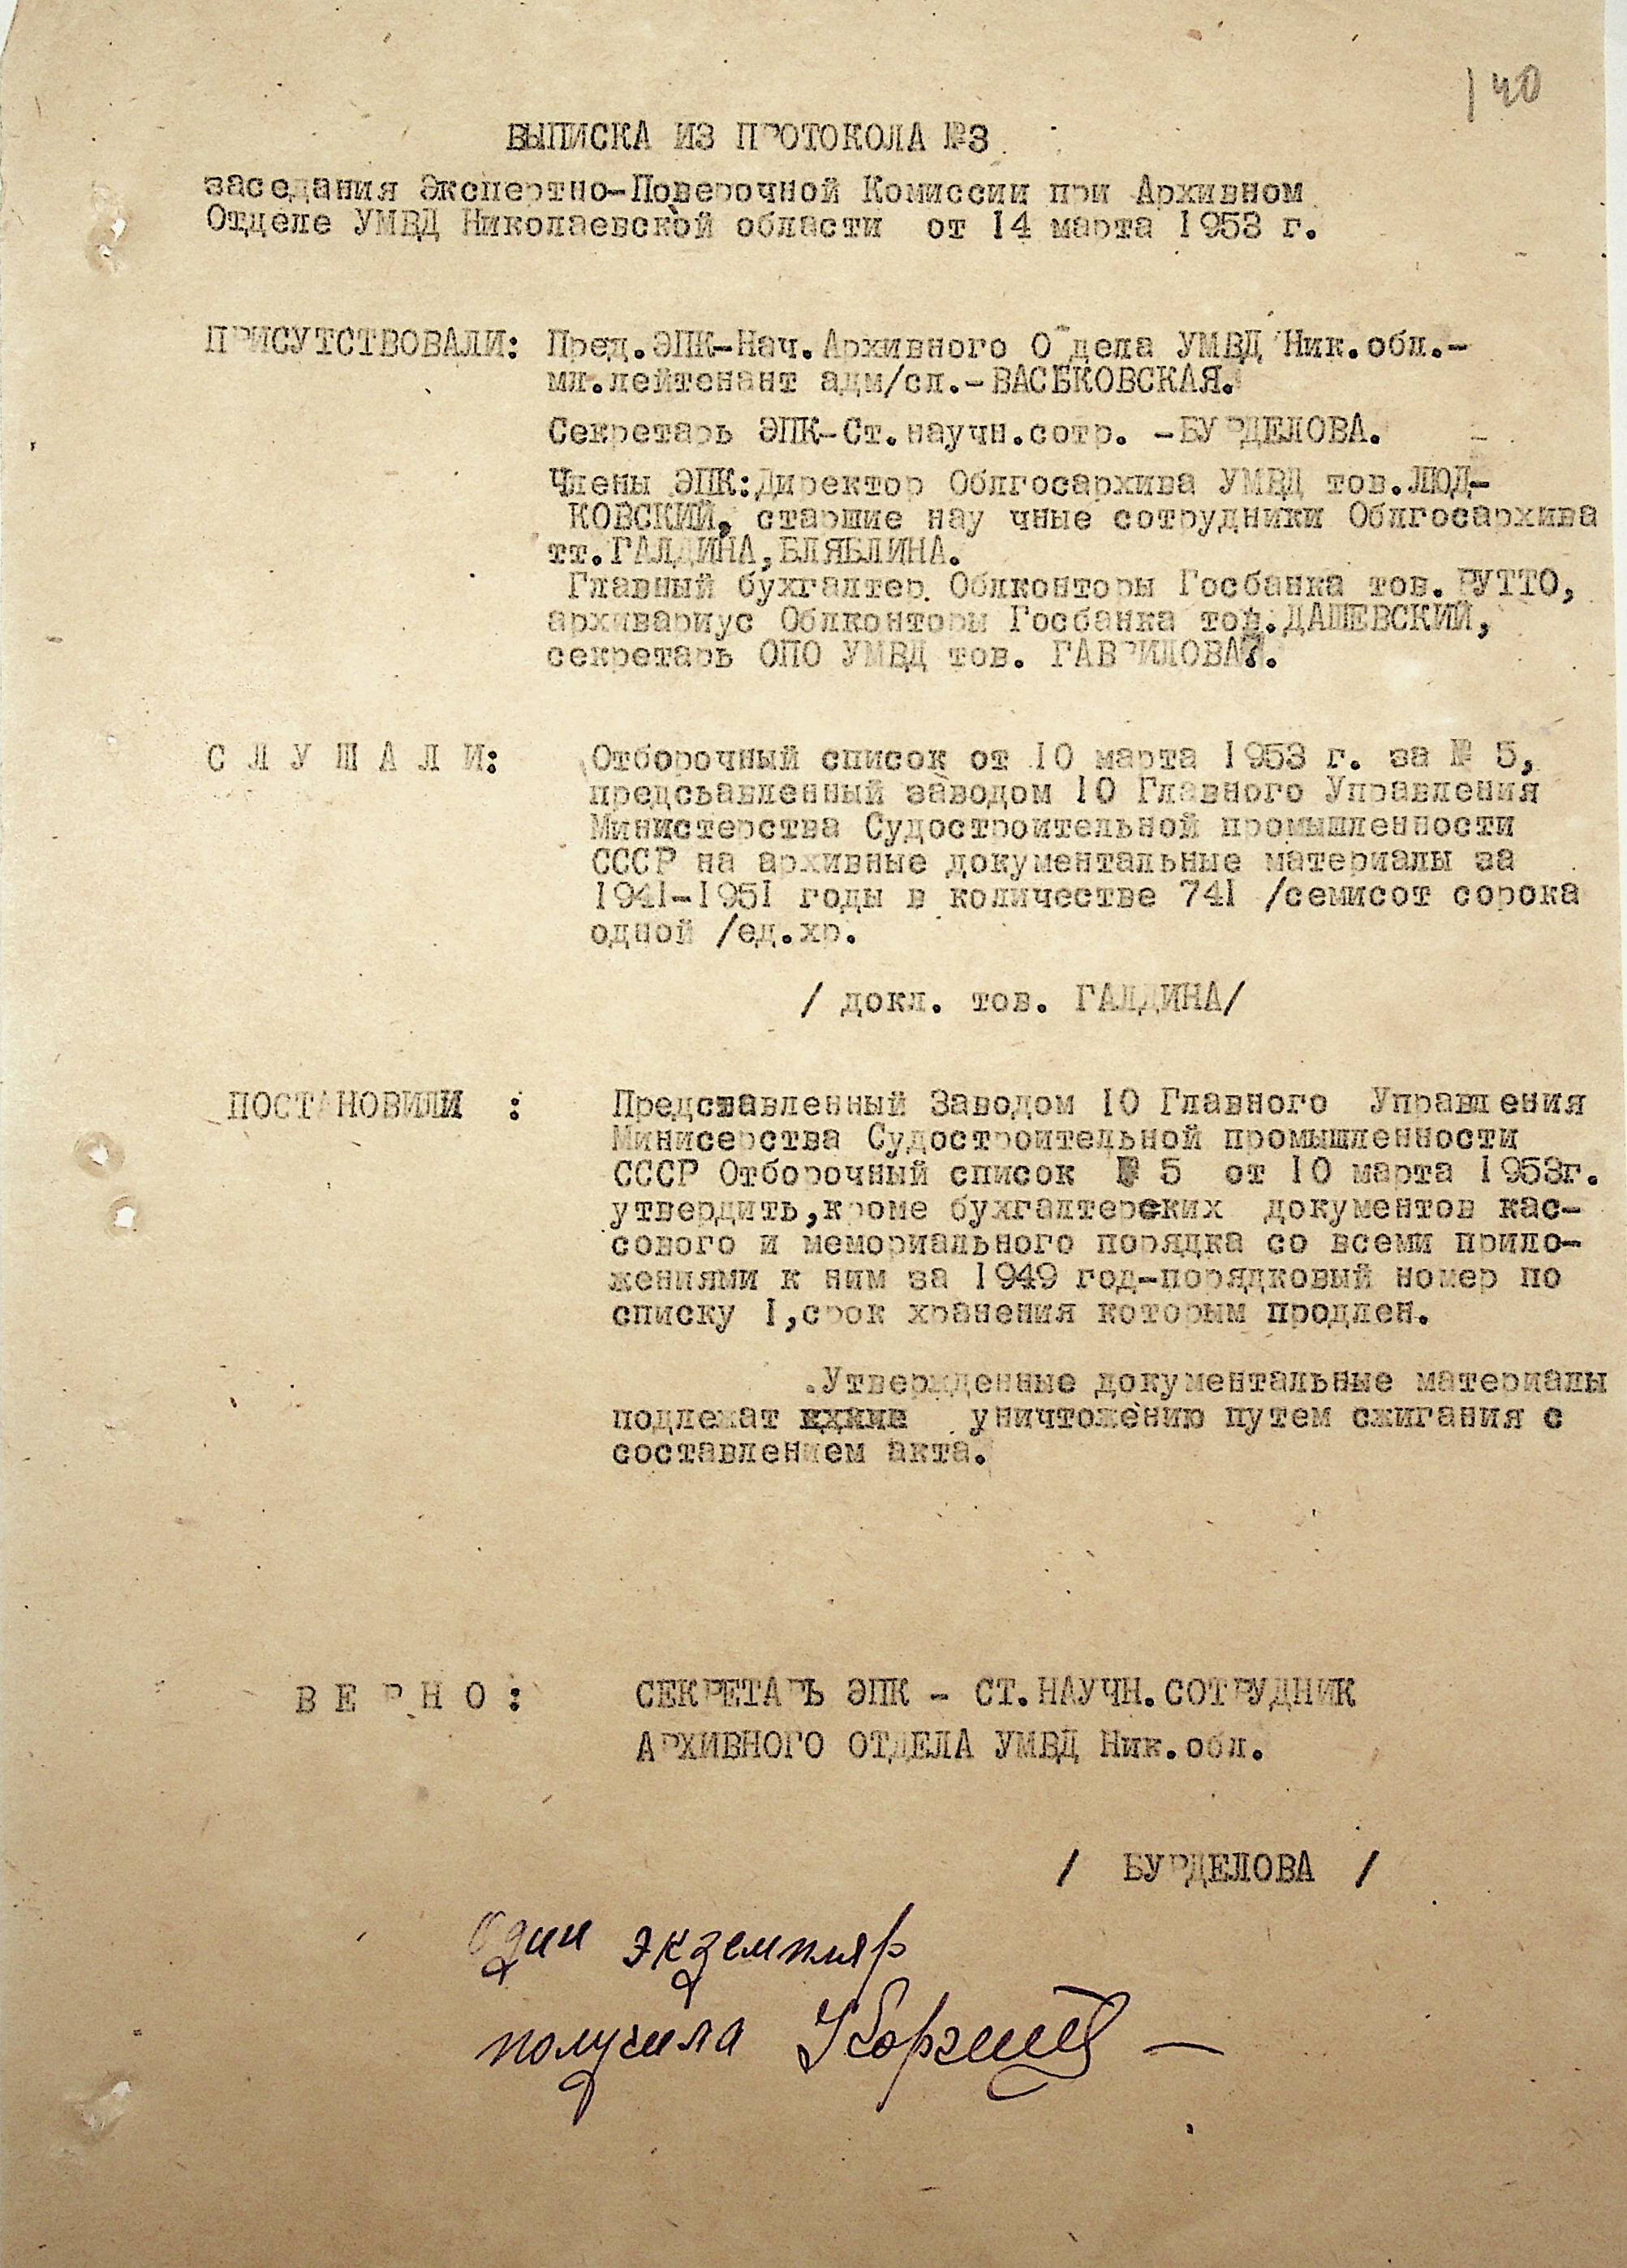 140
ВЫПИСКА ИЗ ПРОТОКОЛА №3
заседания Экспертно-Поверочной Комиссии при Архивном
Отделе УМВД Николаевской области от 14 марта 1953 г.
ПРИСУТСТВОВАЛИ: Пред.ЭПК-Нач.Архивного О дела УМВД Ник.обл.-
мл.лейтенант адм/сл.-ВАСЬКОВСКАЯ.
Секретарь ЭПК-Ст.научн.сотр. -БУРДЕЛОВА.
Члены ЭПК:Директор Облгосархива УМВД тов.ЛЮД-
КОВСКИЙ, старшие нау чные сотрудники Облгосархива
тт.ГАЛДИНА,БЛЯБЛИНА.
Главный бухгалтер Облконторы Госбанка тов. РУТТО,
архивариус Облконторы Госбанка тов.ДАШЕВСКИЙ,
секретарь ОПО УМВД тов. ГАВРИЛОВА.
С Л У Ш А Л И: Отборочный список от 10 марта 1953 г. за № 5,
предсьавленный заводом 10 Главного Управления
Министерства Судостроительной промышленности
СССР на архивные документальные материалы за
1941-1951 годы в количестве 741 /семисот сорока
одной /ед.хр.
/ докл. тов. ГАЛДИНА/
ПОСТАНОВИЛИ : Представленный Заводом 10 Главного Управления
Минисерства Судостроительной промышленности
СССР Отборочный список № 5 от 10 марта 1953г.
утвердить,кроме бухгалтерских документов кас-
сового и мемориального порядка со всеми прило-
жениями к ним за 1949 год-порядковый номер по
списку 1,срок хранения которым продлен.
.Утвержденные документальные материалы
подлежат уничтожению путем сжигания с
составлением акта.
В Е Р Н О : СЕКРЕТАРЬ ЭПК - СТ.НАУЧН.СОТРУДНИК
АРХИВНОГО ОТДЕЛА УМВД Ник.обл.
/ БУРДЕЛОВА /
Один экземпляр
получила